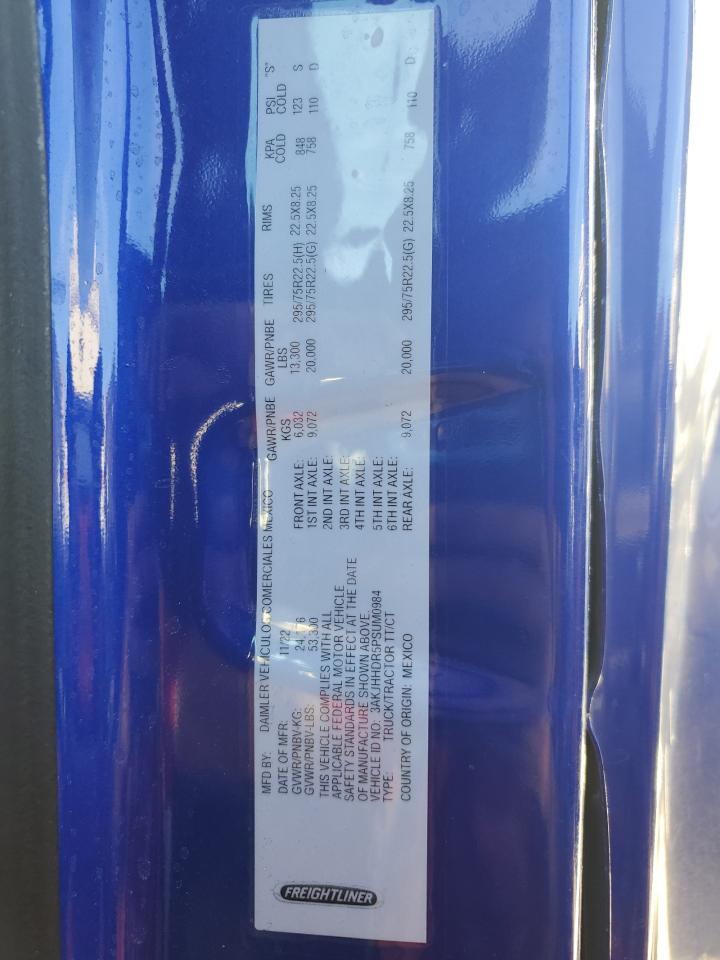 FREIGHTLINER
MFD BY: DAIMLER VEHICULOS COMERCIALES MEXICO
DATE OF MFR: 11/22
GVWR/PNBV-KG:
GVWR/PNBV-LBS: 53,300
THIS VEHICLE COMPLIES WITH ALL
APPLICABLE FEDERAL MOTOR VEHICLE
SAFETY STANDARDS IN EFFECT AT THE DATE
OF MANUFACTURE SHOWN ABOVE.
VEHICLE ID NO.: 3AKJHHDR5PSUM0984
TYPE: TRUCK/TRACTOR TT/CT
COUNTRY OF ORIGIN: MEXICO
GAWR/PNBE KGS GAWR/PNBE LBS TIRES RIMS KPA COLD PSI COLD "S"
FRONT AXLE: 6,032 13,300 295/75R22.5(H) 22.5X8.25 848 123 S
1ST INT AXLE: 9,072 20,000 295/75R22.5(G) 22.5X8.25 758 110 D
2ND INT AXLE:
3RD INT AXLE:
4TH INT AXLE:
5TH INT AXLE:
6TH INT AXLE:
REAR AXLE: 9,072 20,000 295/75R22.5(G) 22.5X8.25 758 110 D